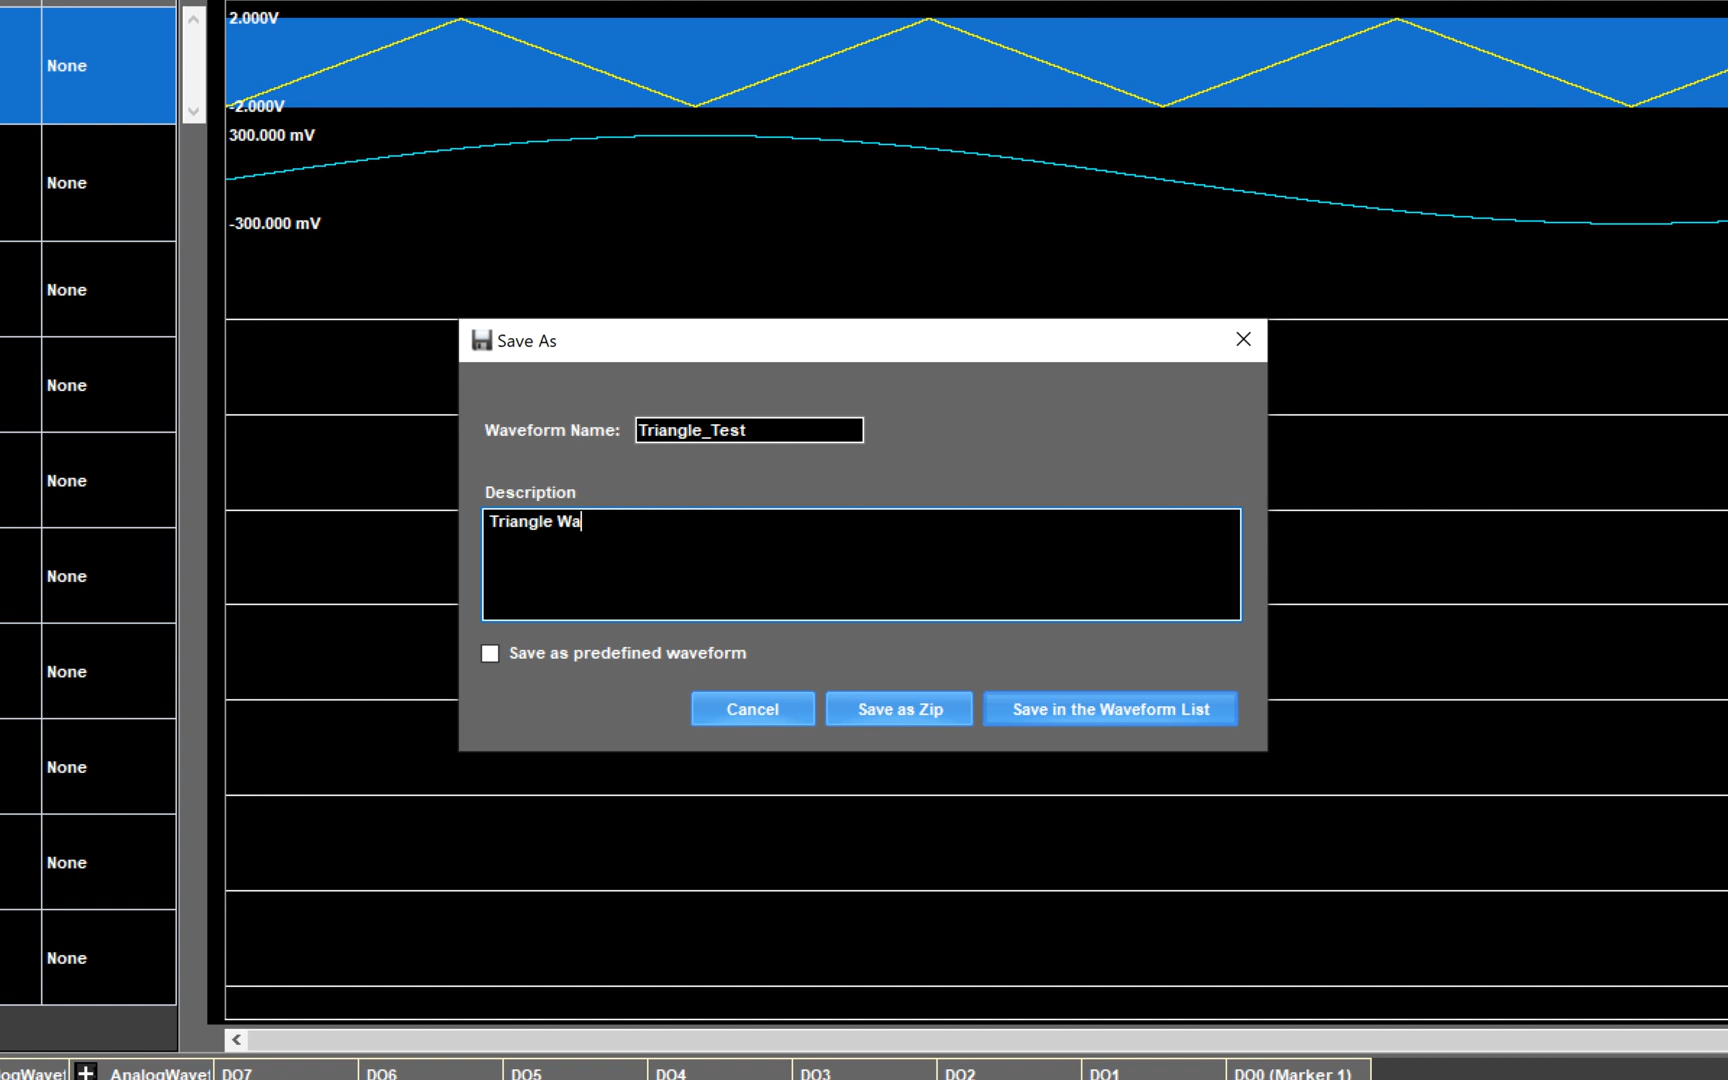 2.000V
None
-2.000V
300.000 mV
None
-300.000 mV
None
Save As
None
Waveform Name: Triangle_Test
None
Description
Triangle Wa
None
Save as predefined waveform
None
Cancel Save as Zip Save in the Waveform List
None
None
None
DO7 DO6 DO5 DO4 DO3 DO2 DO1 DO0 (Marker 1)